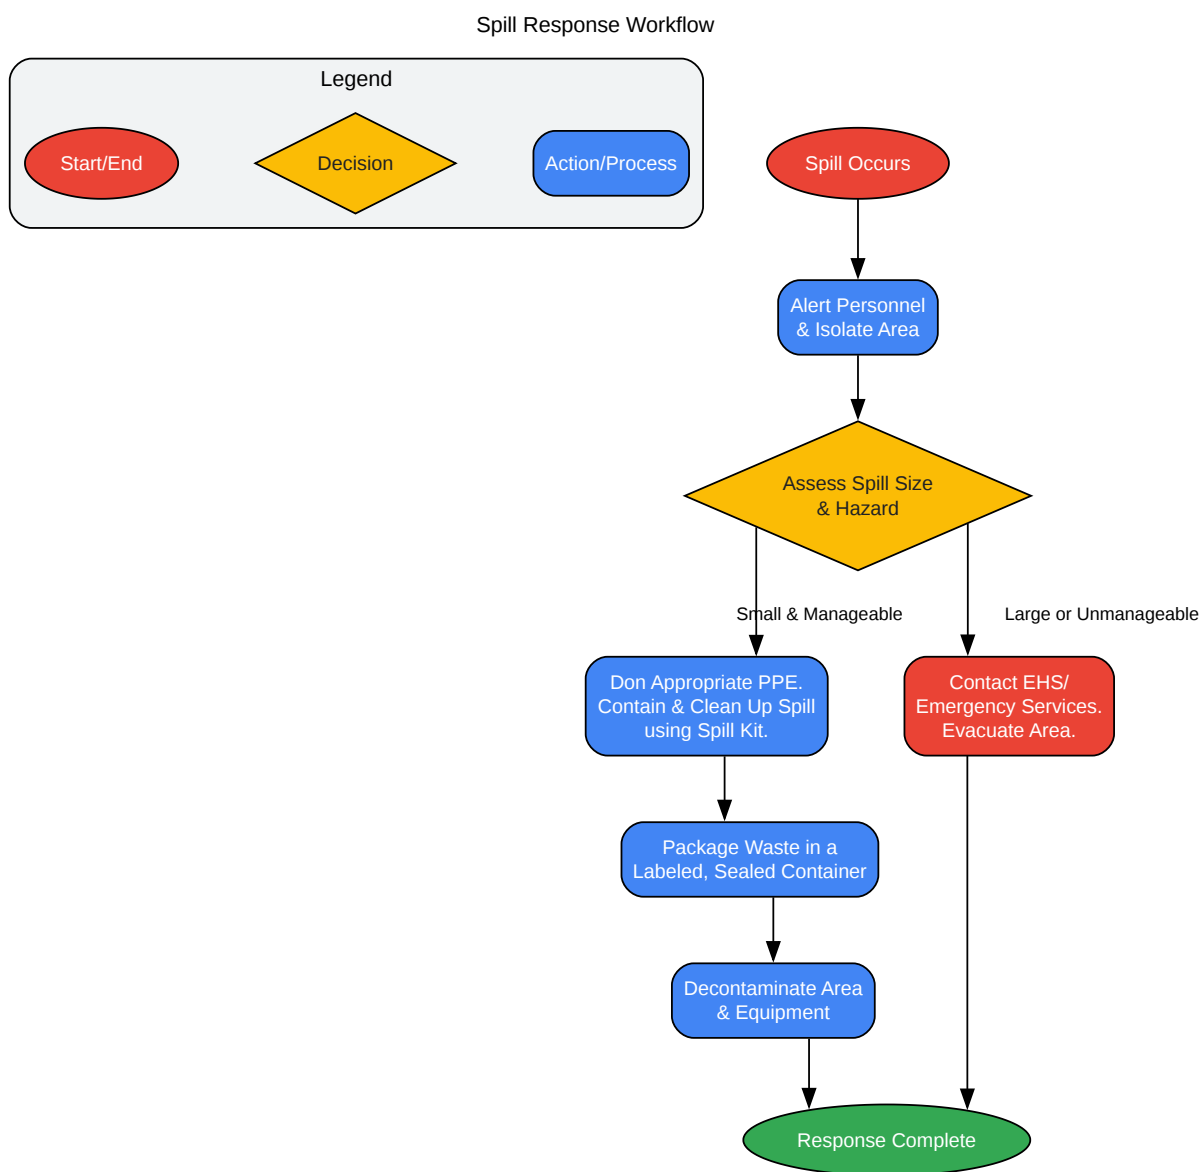 Spill Response Workflow
Legend
Start/End
Decision
Action/Process
Spill Occurs
Alert Personnel
& Isolate Area
Assess Spill Size
& Hazard
Small & Manageable
Large or Unmanageable
Don Appropriate PPE.
Contain & Clean Up Spill
using Spill Kit.
Contact EHS/
Emergency Services.
Evacuate Area.
Package Waste in a
Labeled, Sealed Container
Decontaminate Area
& Equipment
Response Complete